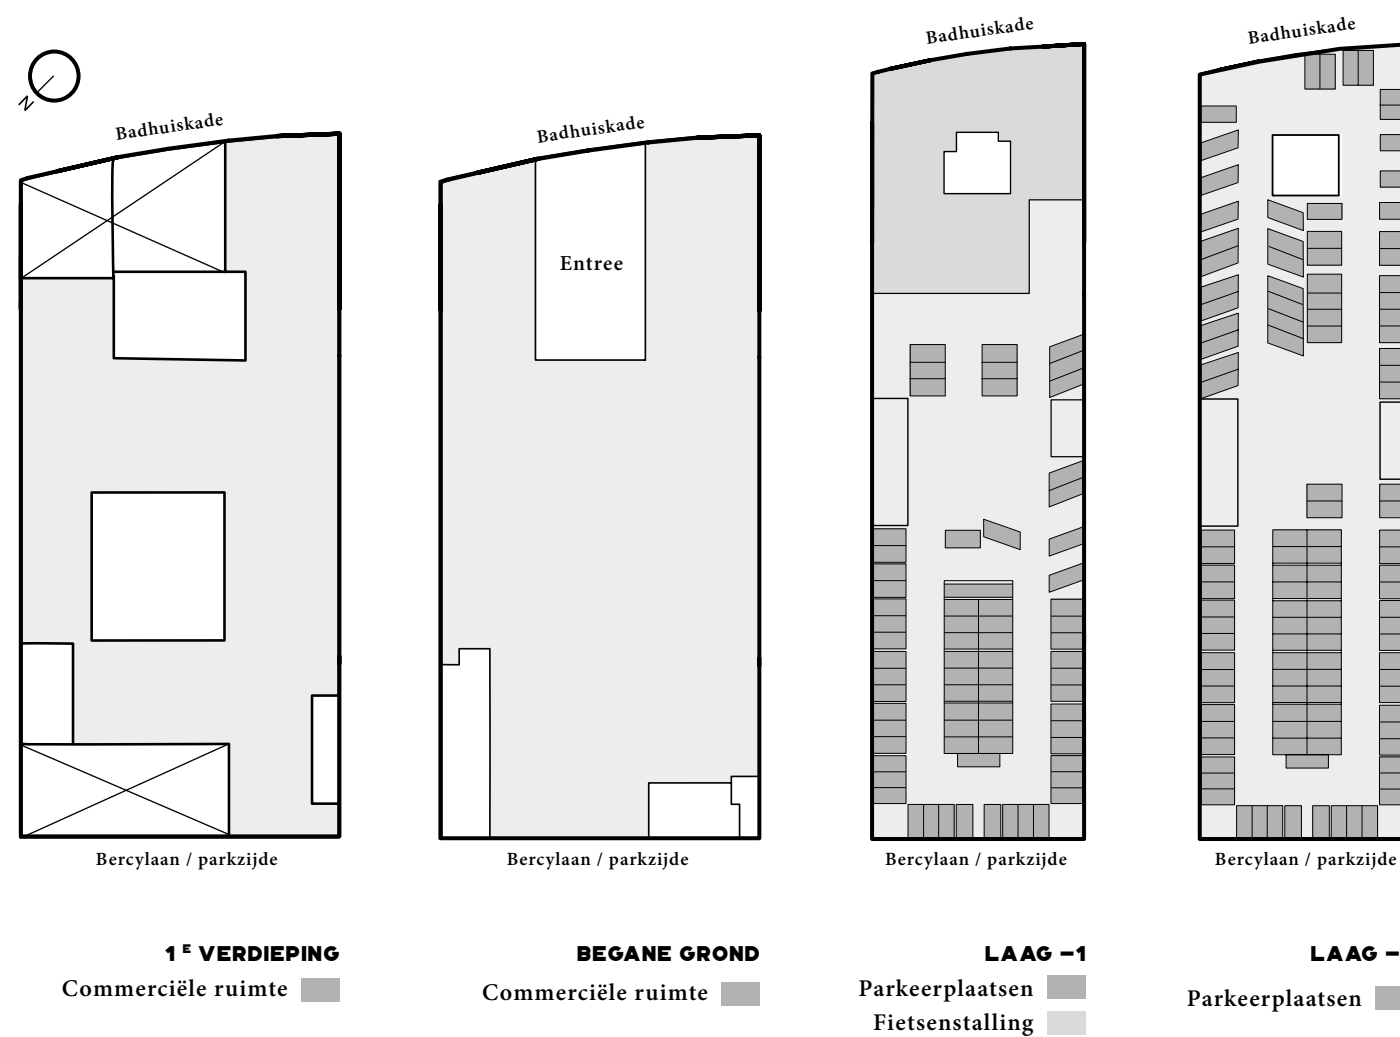 Badhuiskade
Badhuiskade
N
Badhuiskade
Badhuiskade
Entree
Bercylaan / parkzijde
Bercylaan / parkzijde
Bercylaan / parkzijde
Bercylaan / parkzijde
1E VERDIEPING
Commerciële ruimte
BEGANE GROND
Commerciële ruimte
LAAG –1
Parkeerplaatsen
Fietsenstalling
LAAG –
Parkeerplaatsen